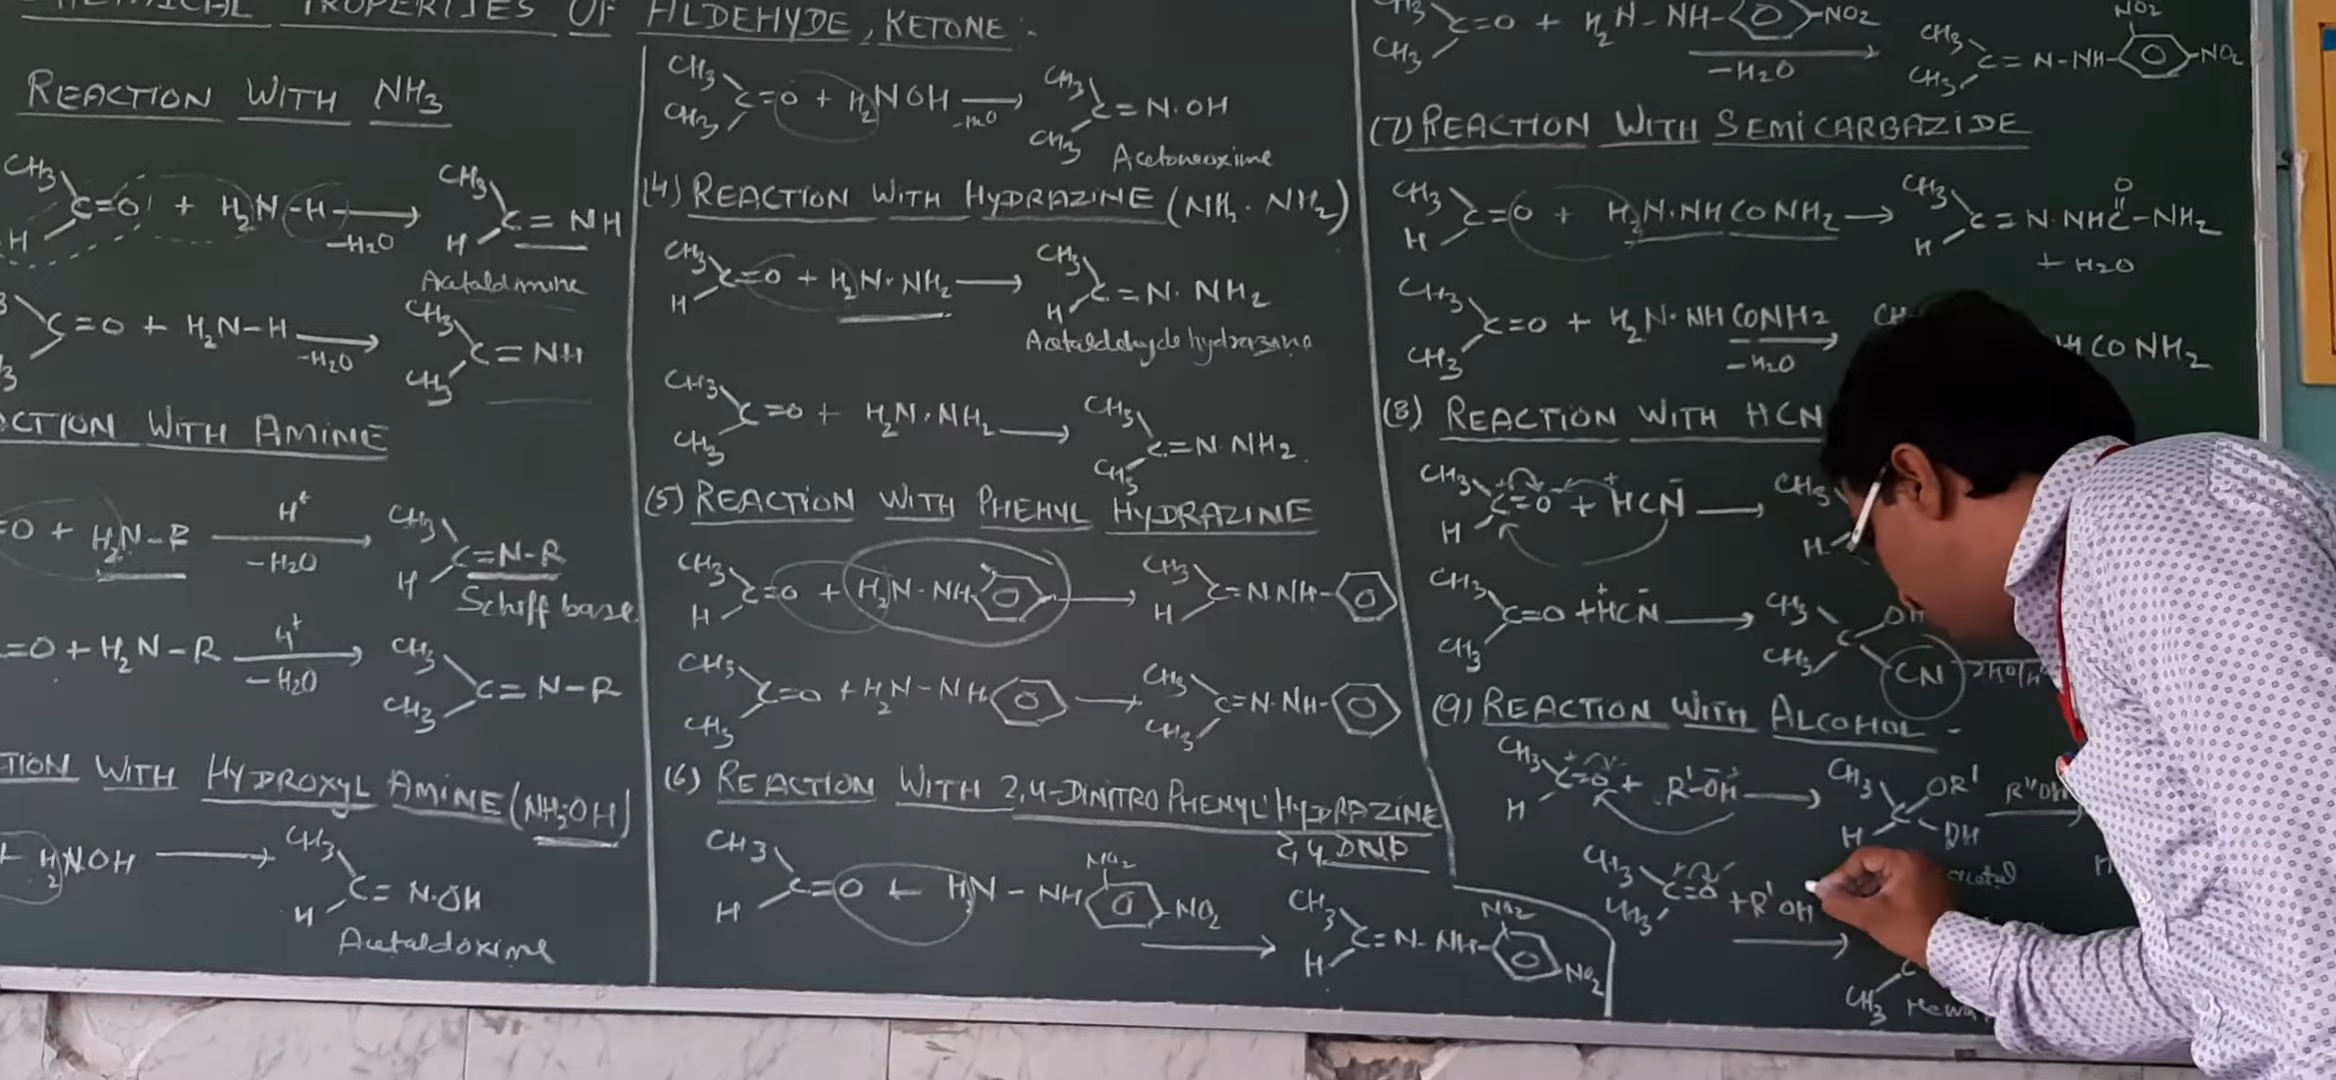 CHEMICAL PROPERTIES OF ALDEHYDE, KETONE :-
REACTION WITH NH3
CH3
H
C=O + H2N-H
-H2O
CH3
H
C = NH
Acetaldimine
C=O + H2N-H
-H2O
CH3
CH3
C = NH
WITH AMINE
=O + H2N-R
H+
-H2O
CH3
H
C=N-R
Schiff base
=O + H2N-R
H+
-H2O
CH3
CH3
C = N-R
WITH HYDROXYL AMINE (NH2OH)
+ H2NOH
CH3
H
C = N·OH
Acetaldoxime
CH3
CH3
C=O + H2NOH
-H2O
CH3
CH3
C = N·OH
Acetoneoxime
(4) REACTION WITH HYDRAZINE (NH2·NH2)
CH3
H
C=O + H2N·NH2
CH3
H
C = N·NH2
Acetaldehyde hydrazone
CH3
CH3
C=O + H2N·NH2
CH3
CH3
C=N·NH2
(5) REACTION WITH PHENYL HYDRAZINE
CH3
H
C=O + H2N-NH
CH3
H
C=NNH-
CH3
CH3
C=O + H2N-NH
CH3
CH3
C=N·NH-
(6) REACTION WITH 2,4-DINITRO PHENYL HYDRAZINE
2,4,DNP
CH3
H
C=O + H2N-NH
NO2
-NO2
CH3
H
C=N-NH-
NO2
NO2
CH3
CH3
C=O + H2N-NH-
-NO2
-H2O
CH3
CH3
C=N-NH-
NO2
-NO2
(7) REACTION WITH SEMICARBAZIDE
CH3
H
C=O + H2N·NHCONH2
CH3
H
C=N·NHC-NH2
O
+ H2O
CH3
CH3
C=O + H2N·NHCONH2
-H2O
CONH2
(8) REACTION WITH HCN
CH3
H
C=O + HCN
CH3
H
CH3
CH3
C=O + HCN
CH3
CH3
C
OH
CN
(9) REACTION WITH ALCOHOL -
CH3
H
C=O + R'-OH
CH3
H
C
OR'
OH
R"OH
CH3
CH3
C=O + R'OH
CH3